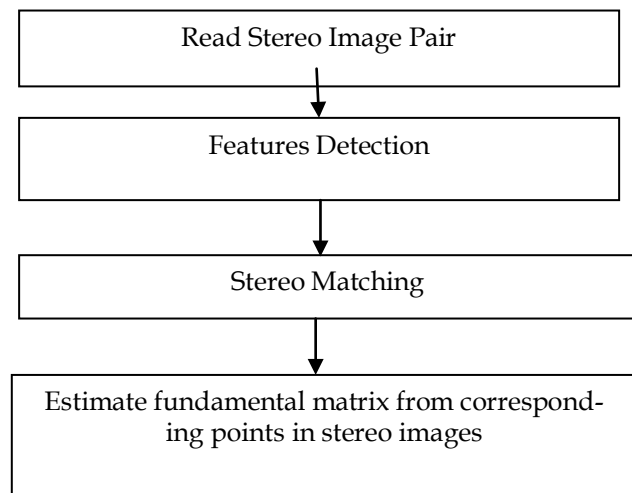 Read Stereo Image Pair
Features Detection
Stereo Matching
Estimate fundamental matrix from correspond-
ing points in stereo images